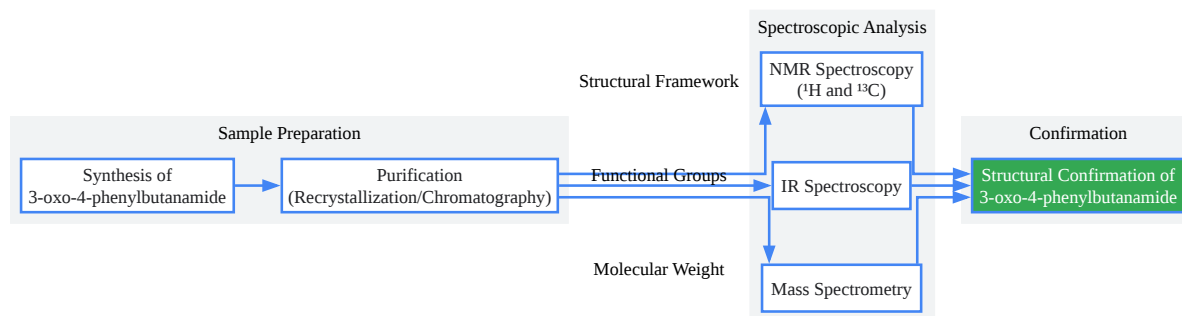 Spectroscopic Analysis
NMR Spectroscopy
(¹H and ¹³C)
Structural Framework
Sample Preparation
Confirmation
Synthesis of
3-oxo-4-phenylbutanamide
Purification
(Recrystallization/Chromatography)
Functional Groups
IR Spectroscopy
Structural Confirmation of
3-oxo-4-phenylbutanamide
Molecular Weight
Mass Spectrometry